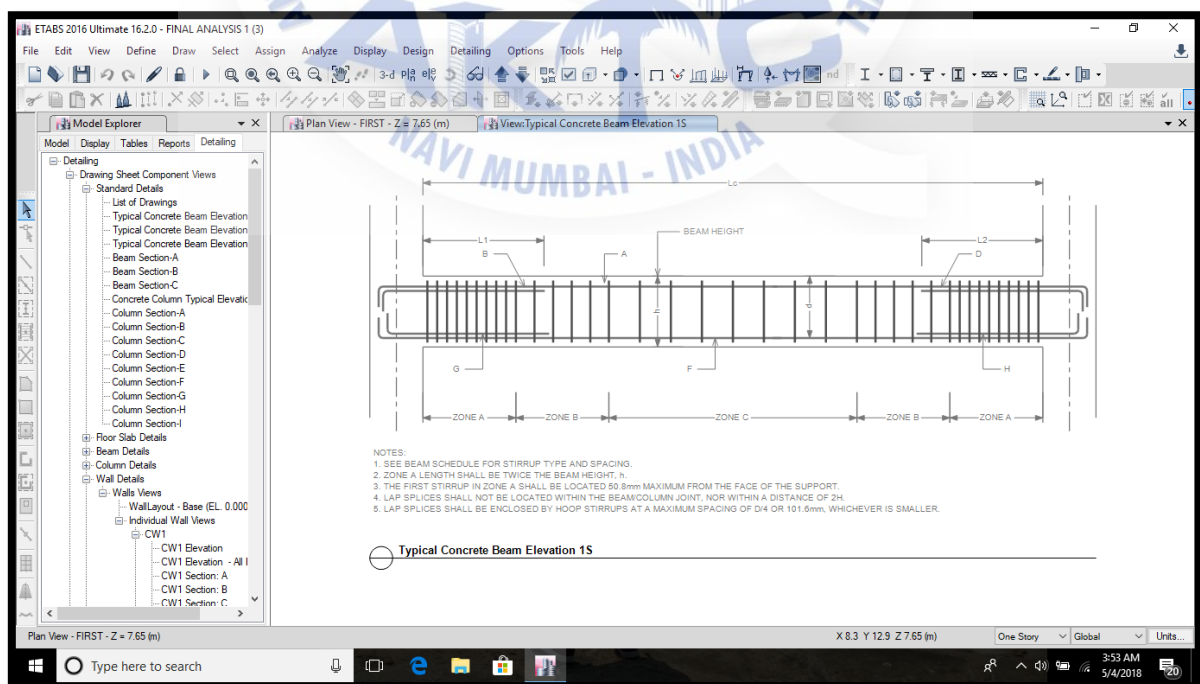 ETABS 2016 Ultimate 16.2.0 - FINAL ANALYSIS 1 (3)
File Edit View Define Draw Select Assign Analyze Display Design Detailing Options Tools Help
3-d nd
all
Model Explorer
Plan View - FIRST - Z = 7.65 (m)
View:Typical Concrete Beam Elevation 1S
Model Display Tables Reports Detailing
Detailing
Drawing Sheet Component Views
Standard Details
List of Drawings
Typical Concrete Beam Elevation
Typical Concrete Beam Elevation
Typical Concrete Beam Elevation
Beam Section-A
Beam Section-B
Beam Section-C
Concrete Column Typical Elevatic
Column Section-A
Column Section-B
Column Section-C
Column Section-D
Column Section-E
Column Section-F
Column Section-G
Column Section-H
Column Section-I
Floor Slab Details
Beam Details
Column Details
Wall Details
Walls Views
WallLayout - Base (EL. 0.000
Individual Wall Views
CW1
CW1 Elevation
CW1 Elevation - All I
CW1 Section: A
CW1 Section: B
CW1 Section: C
NAVI MUMBAI - INDIA
Lc
BEAM HEIGHT
L1 L2
B A D
h d
G F H
ZONE A ZONE B ZONE C ZONE B ZONE A
NOTES:
1. SEE BEAM SCHEDULE FOR STIRRUP TYPE AND SPACING.
2. ZONE A LENGTH SHALL BE TWICE THE BEAM HEIGHT, h.
3. THE FIRST STIRRUP IN ZONE A SHALL BE LOCATED 50.8mm MAXIMUM FROM THE FACE OF THE SUPPORT.
4. LAP SPLICES SHALL NOT BE LOCATED WITHIN THE BEAM/COLUMN JOINT, NOR WITHIN A DISTANCE OF 2H.
5. LAP SPLICES SHALL BE ENCLOSED BY HOOP STIRRUPS AT A MAXIMUM SPACING OF D/4 OR 101.6mm, WHICHEVER IS SMALLER.
Typical Concrete Beam Elevation 1S
Plan View - FIRST - Z = 7.65 (m)
X 8.3 Y 12.9 Z 7.65 (m)
One Story Global Units...
Type here to search
3:53 AM
5/4/2018
20